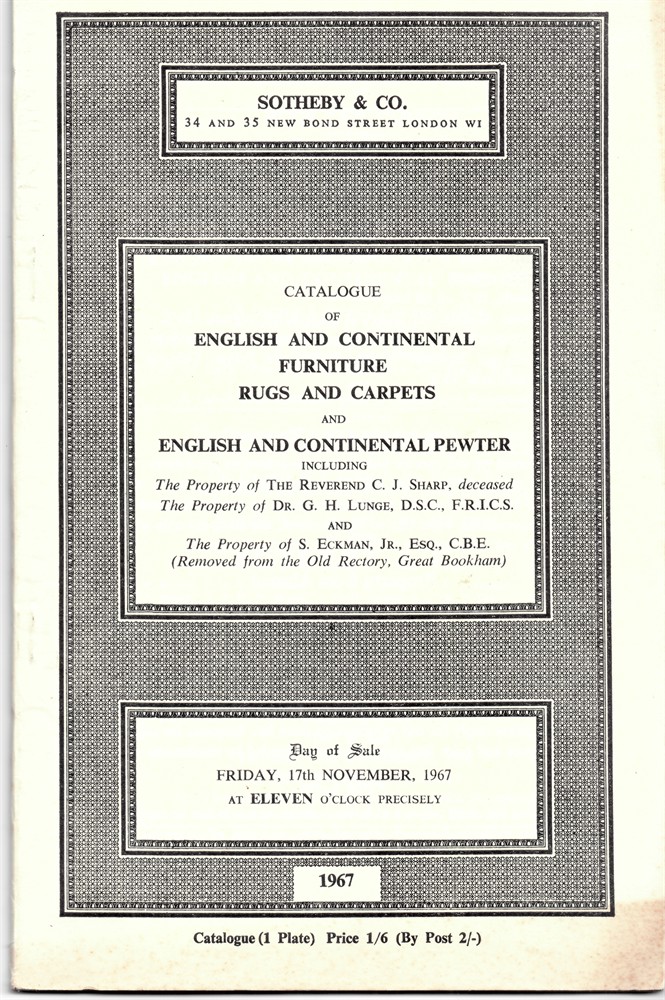 SOTHEBY & CO.
34 AND 35 NEW BOND STREET LONDON W1
CATALOGUE
OF
ENGLISH AND CONTINENTAL
FURNITURE
RUGS AND CARPETS
AND
ENGLISH AND CONTINENTAL PEWTER
INCLUDING
The Property of THE REVEREND C. J. SHARP, deceased
The Property of DR. G. H. LUNGE, D.S.C., F.R.I.C.S.
AND
The Property of S. ECKMAN, JR., ESQ., C.B.E.
(Removed from the Old Rectory, Great Bookham)
Day of Sale
FRIDAY, 17th NOVEMBER, 1967
AT ELEVEN O'CLOCK PRECISELY
1967
Catalogue (1 Plate) Price 1/6 (By Post 2/-)